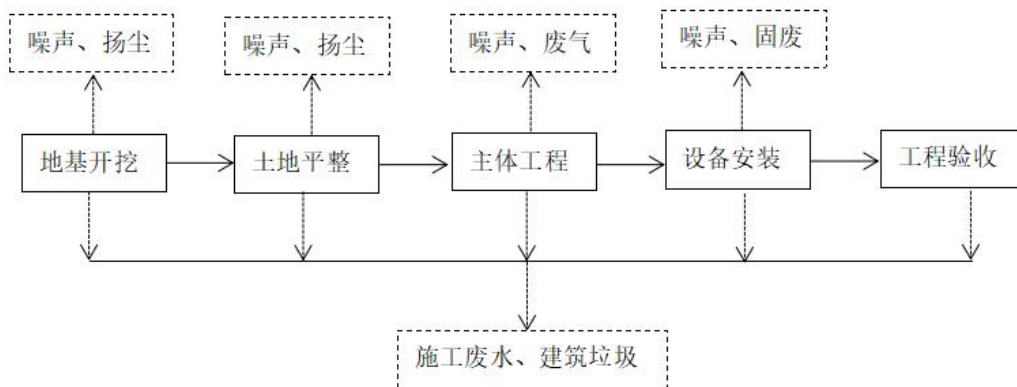 噪声、扬尘
噪声、扬尘
噪声、废气
噪声、固废
地基开挖
土地平整
主体工程
设备安装
工程验收
施工废水、建筑垃圾